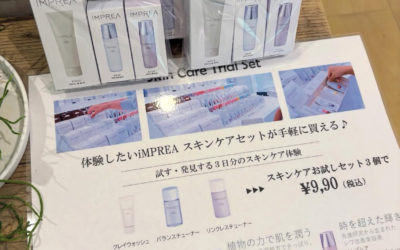 iMPREA
iMPREA
Skin Care Trial Set
体験したいiMPREA スキンケアセットが手軽に買える♪
試す・発見する3日分のスキンケア体験
▶▶▶ スキンケアお試しセット3個で
¥9,90 (税込)
クレイウォッシュ バランスチューナー リンクレスチューナー
植物の力で肌を潤う
時を超えた輝き